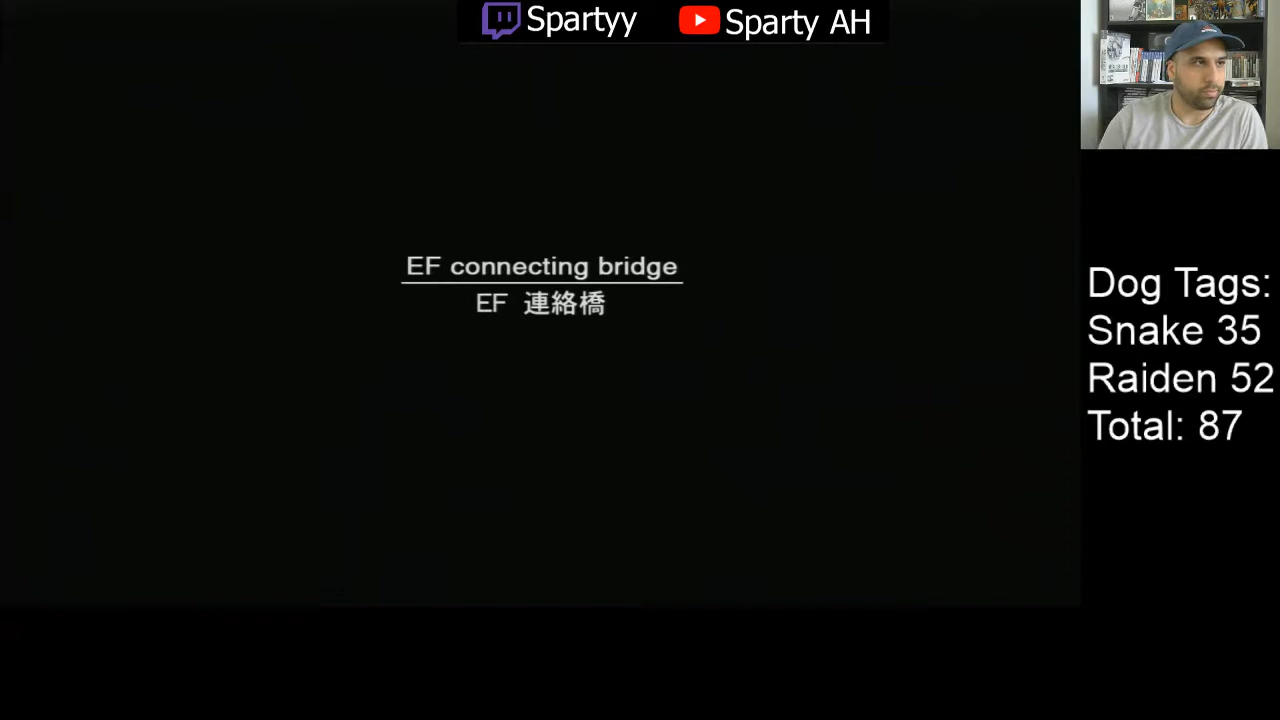 Spartyy
Sparty AH
EF connecting bridge
EF 連絡橋
Dog Tags:
Snake 35
Raiden 52
Total: 87